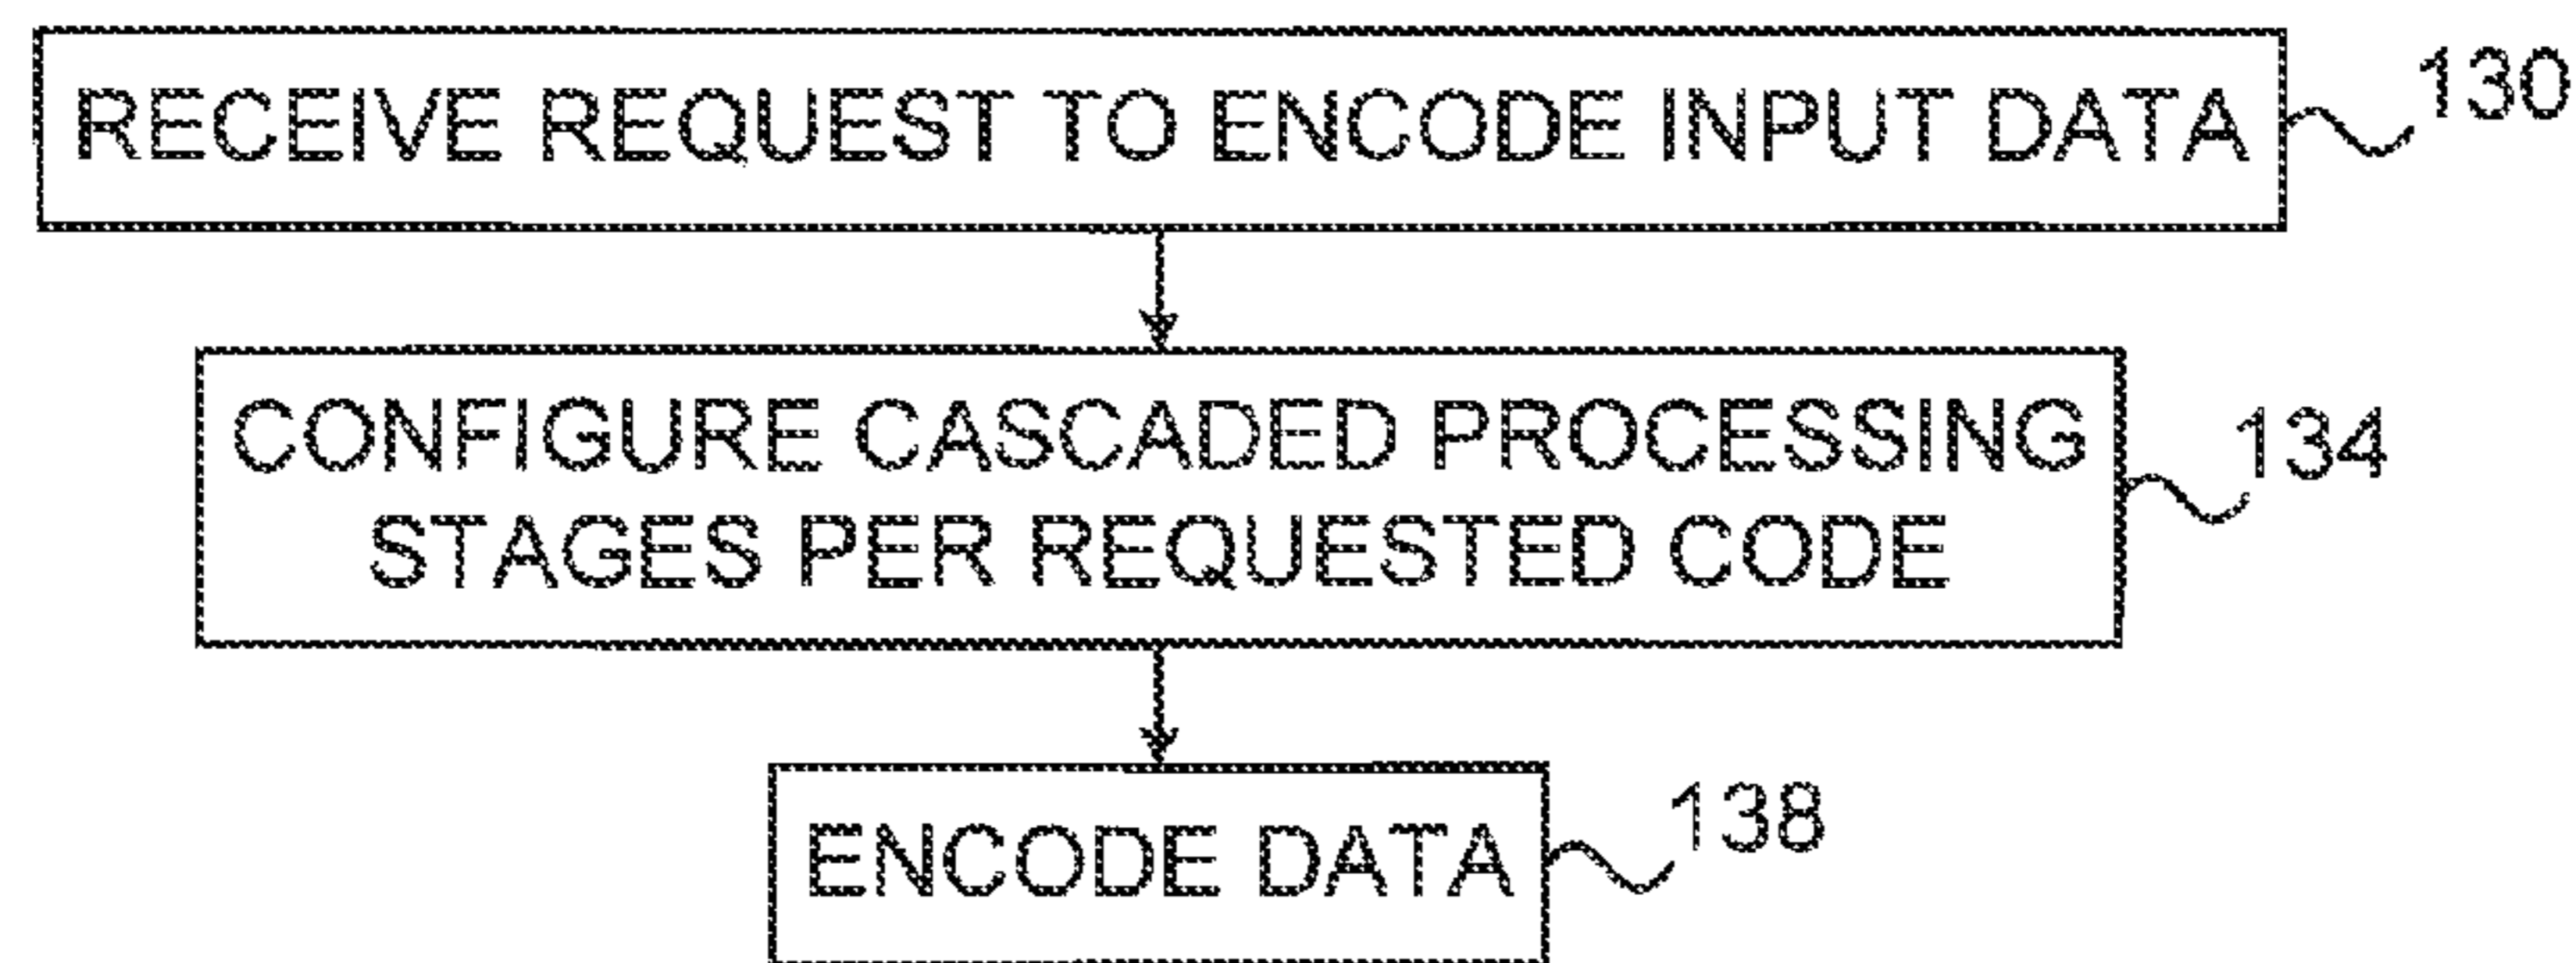 RECEIVE REQUEST TO ENCODE INPUT DATA
130
CONFIGURE CASCADED PROCESSING
STAGES PER REQUESTED CODE
134
ENCODE DATA
138